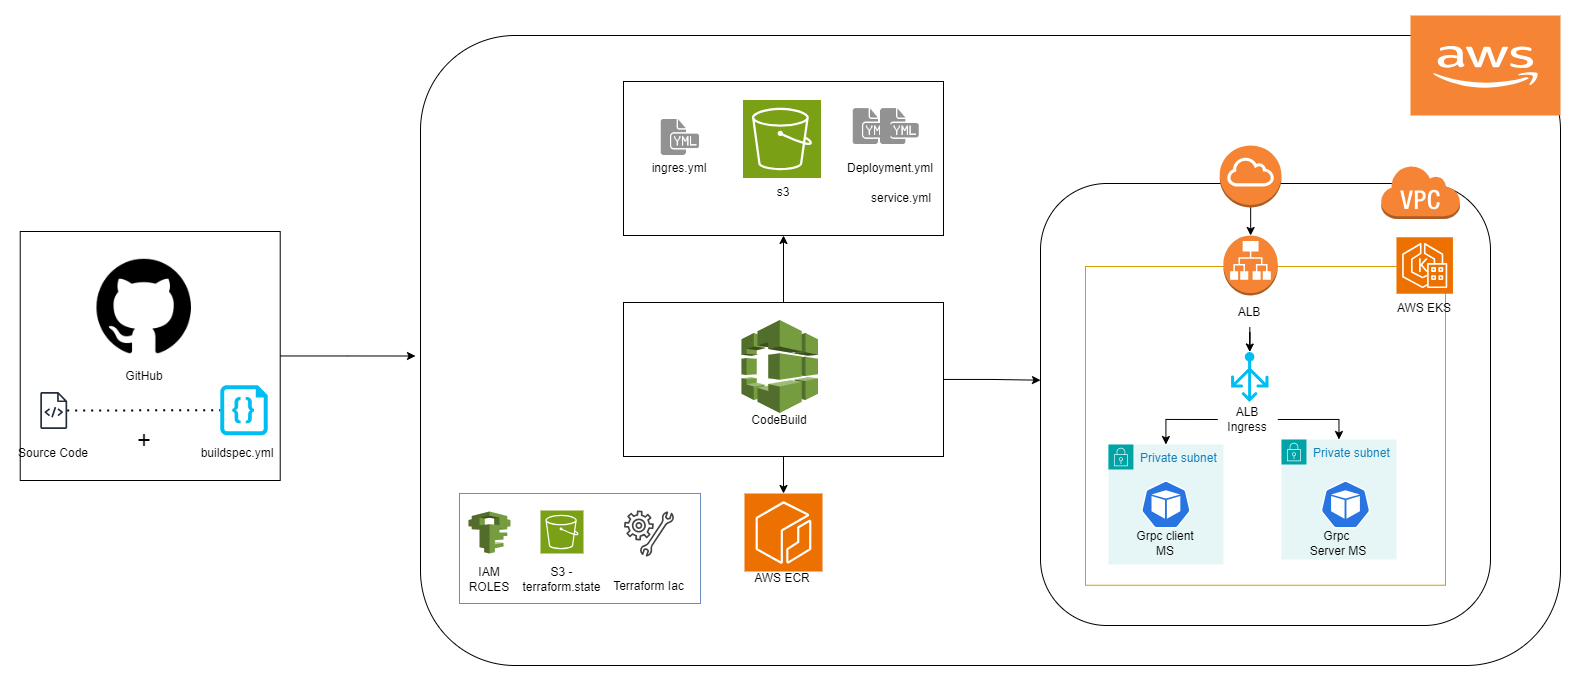 aws
YML
ingres.yml
s3
YM
YML
Deployment.yml
service.yml
VPC
GitHub
Source Code
+
buildspec.yml
CodeBuild
K
AWS EKS
ALB
ALB
Ingress
Private subnet
Grpc client
MS
Private subnet
Grpc
Server MS
IAM
ROLES
S3 -
terraform.state
Terraform Iac
AWS ECR